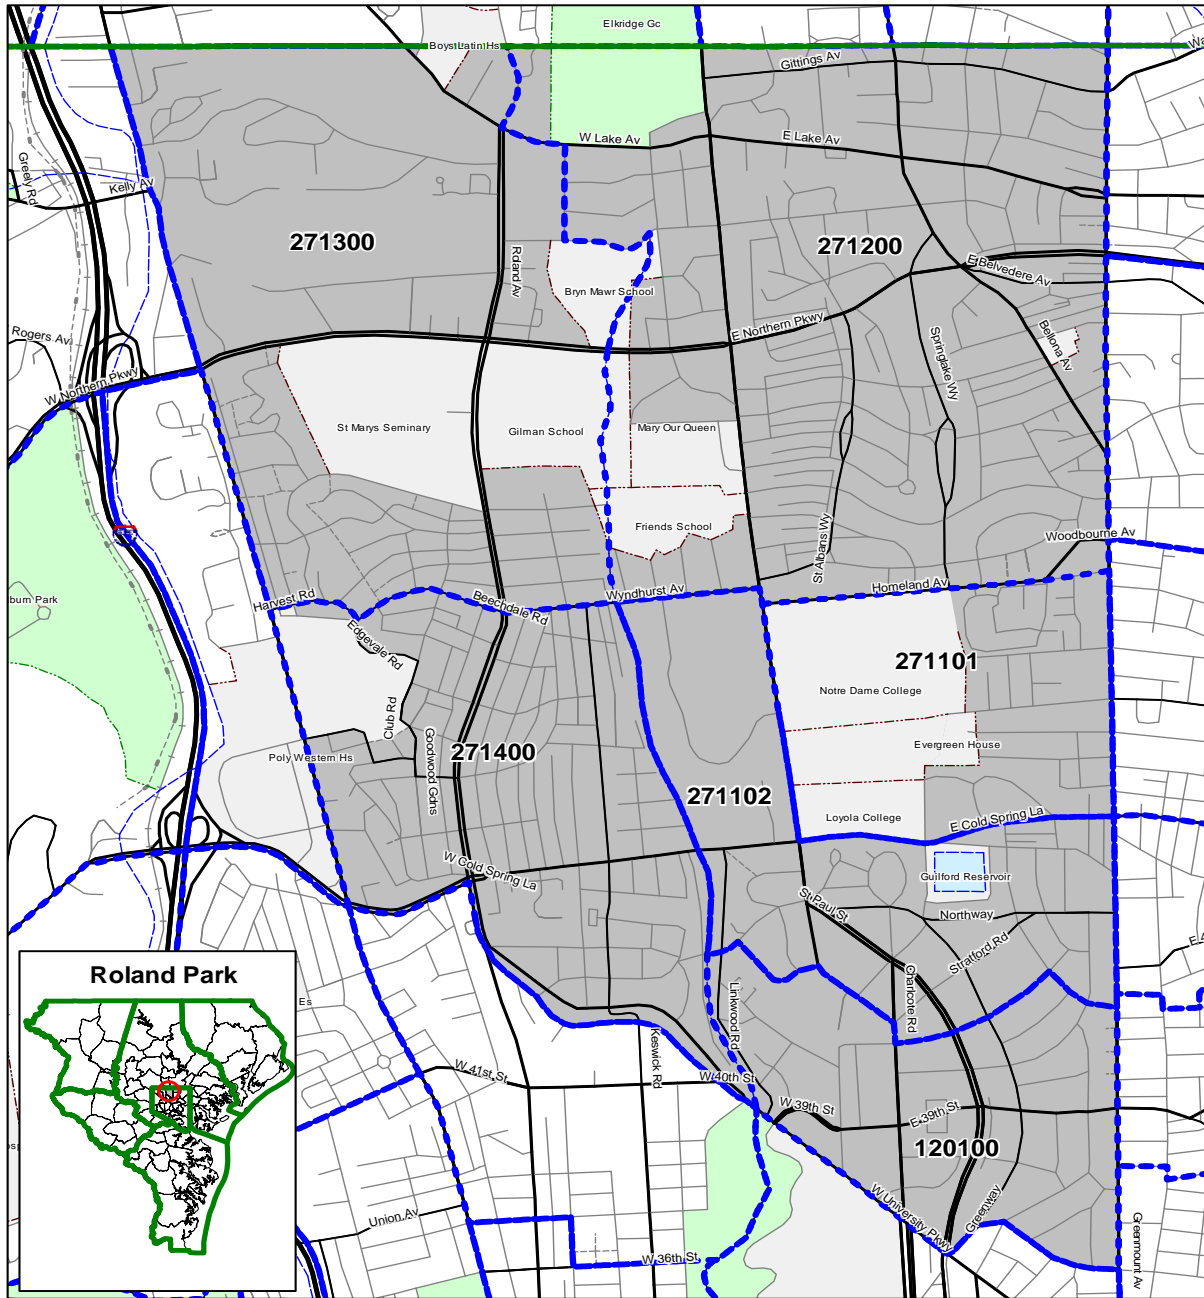 Elkridge Gc
Boys Latin Hs
Wa
Gittings Av
W Lake Av
E Lake Av
Greely Rd
Kelly Av
271300
271200
Roland Av
E Belvedere Av
Bryn Mawr School
E Northern Pkwy
Rogers Av
Springlake Wy
Bellona Av
W Northern Pkwy
St Marys Seminary
Gilman School
Mary Our Queen
Friends School
St Albans Wy
Woodbourne Av
Homeland Av
Harvest Rd
Beechdale Rd
Wyndhurst Av
burn Park
Edgevale Rd
271101
Notre Dame College
Club Rd
Goodwood Gdns
271400
Poly Western Hs
Evergreen House
271102
Loyola College
E Cold Spring La
W Cold Spring La
Guilford Reservoir
St Paul St
Northway
Stratford Rd
E 4
Roland Park
Es
Linkwood Rd
Charlcote Rd
Keswick Rd
W 41st St
W 40th St
W 39th St
E 39th St
120100
W University Pkwy
Greenway
Union Av
W 36th St
Greenmount Av